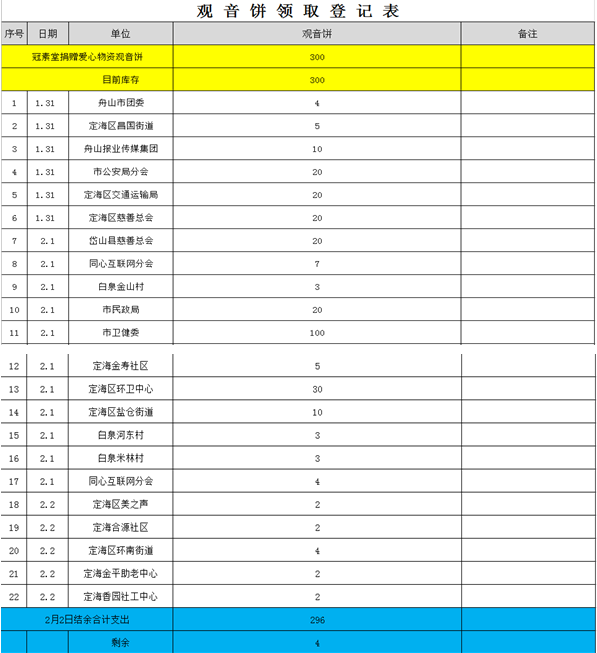 观音饼领取登记表
序号 日期 单位 观音饼 备注
冠素堂捐赠爱心物资观音饼 300
目前库存 300
1 1.31 舟山市团委 4
2 1.31 定海区昌国街道 5
3 1.31 舟山报业传媒集团 10
4 1.31 市公安局分会 20
5 1.31 定海区交通运输局 20
6 1.31 定海区慈善总会 20
7 2.1 岱山县慈善总会 20
8 2.1 同心互联网分会 7
9 2.1 白泉金山村 3
10 2.1 市民政局 20
11 2.1 市卫健委 100
12 2.1 定海金寿社区 5
13 2.1 定海区环卫中心 30
14 2.1 定海区盐仓街道 10
15 2.1 白泉河东村 3
16 2.1 白泉米林村 3
17 2.1 同心互联网分会 4
18 2.2 定海区美之声 2
19 2.2 定海合源社区 2
20 2.2 定海区环南街道 4
21 2.2 定海金平助老中心 2
22 2.2 定海香园社工中心 2
2月2日结余合计支出 296
剩余 4